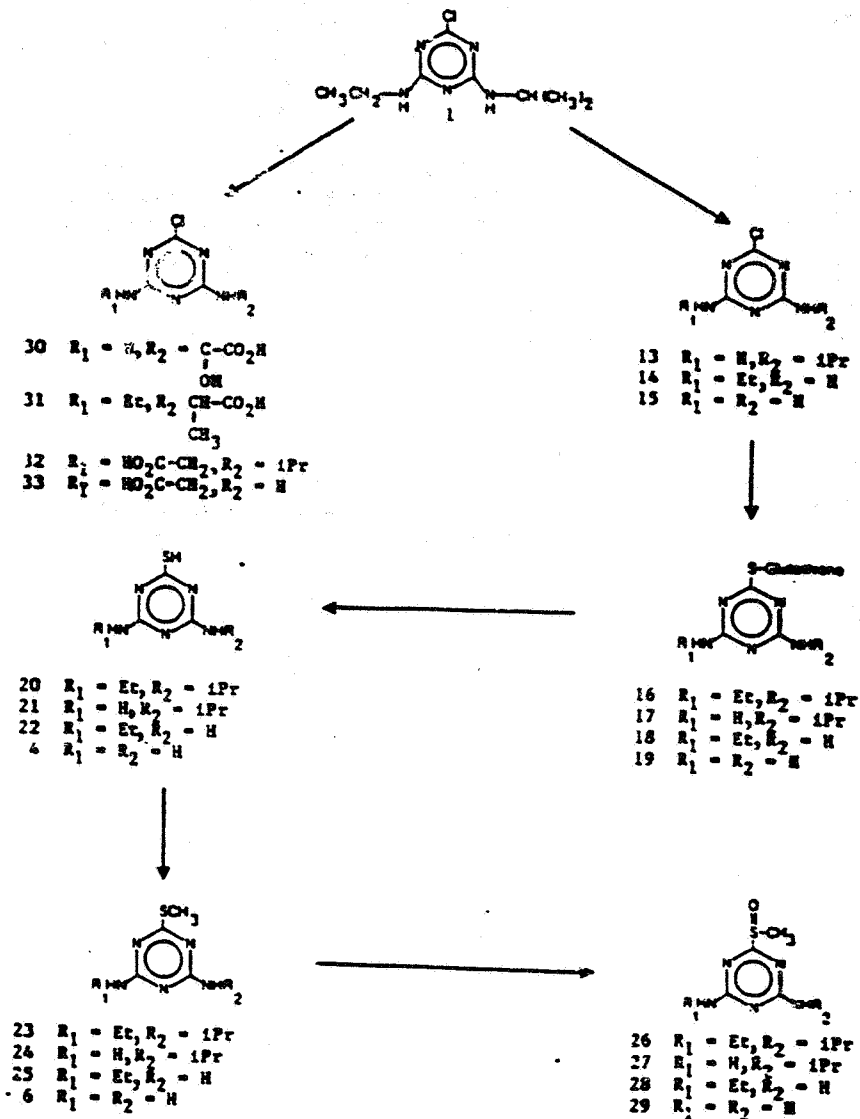 Cl
N N
CH3CH2—N N N—CH(CH3)2
H H
1
Cl
N N
R1HN N NHR2
30 R1 = H, R2 = C-CO2H
OH
31 R1 = Et, R2 CH-CO2H
CH3
32 R1 = HO2C-CH2, R2 = iPr
33 R1 = HO2C-CH2, R2 = H
Cl
N N
R1HN N NHR2
13 R1 = H, R2 = iPr
14 R1 = Et, R2 = H
15 R1 = R2 = H
SH
N N
R1HN N NHR2
20 R1 = Et, R2 = iPr
21 R1 = H, R2 = iPr
22 R1 = Et, R2 = H
4 R1 = R2 = H
S-Glutathione
N N
R1HN N NHR2
16 R1 = Et, R2 = iPr
17 R1 = H, R2 = iPr
18 R1 = Et, R2 = H
19 R1 = R2 = H
SCH3
N N
R1HN N NHR2
23 R1 = Et, R2 = iPr
24 R1 = H, R2 = iPr
25 R1 = Et, R2 = H
6 R1 = R2 = H
O
S-CH3
N N
R1HN N NHR2
26 R1 = Et, R2 = iPr
27 R1 = H, R2 = iPr
28 R1 = Et, R2 = H
29 R1 = R2 = H